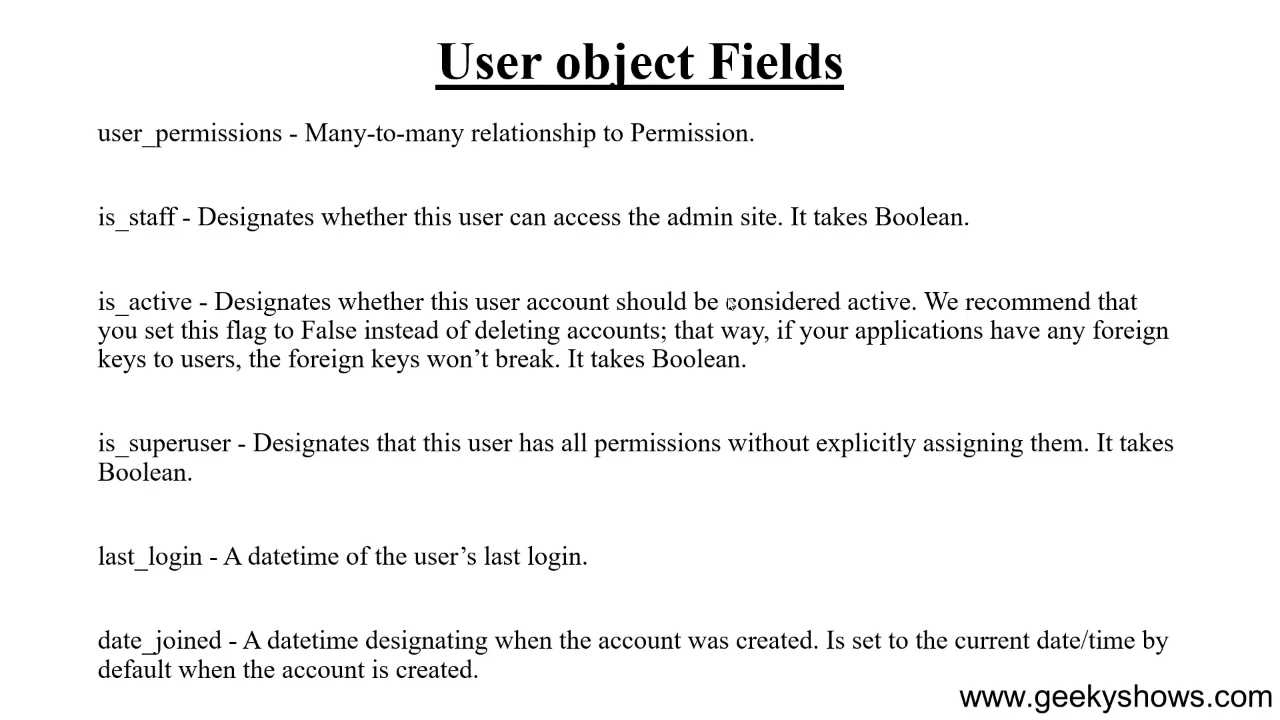 User object Fields
user_permissions - Many-to-many relationship to Permission.
is_staff - Designates whether this user can access the admin site. It takes Boolean.
is_active - Designates whether this user account should be considered active. We recommend that
you set this flag to False instead of deleting accounts; that way, if your applications have any foreign
keys to users, the foreign keys won’t break. It takes Boolean.
is_superuser - Designates that this user has all permissions without explicitly assigning them. It takes
Boolean.
last_login - A datetime of the user’s last login.
date_joined - A datetime designating when the account was created. Is set to the current date/time by
default when the account is created.
www.geekyshows.com